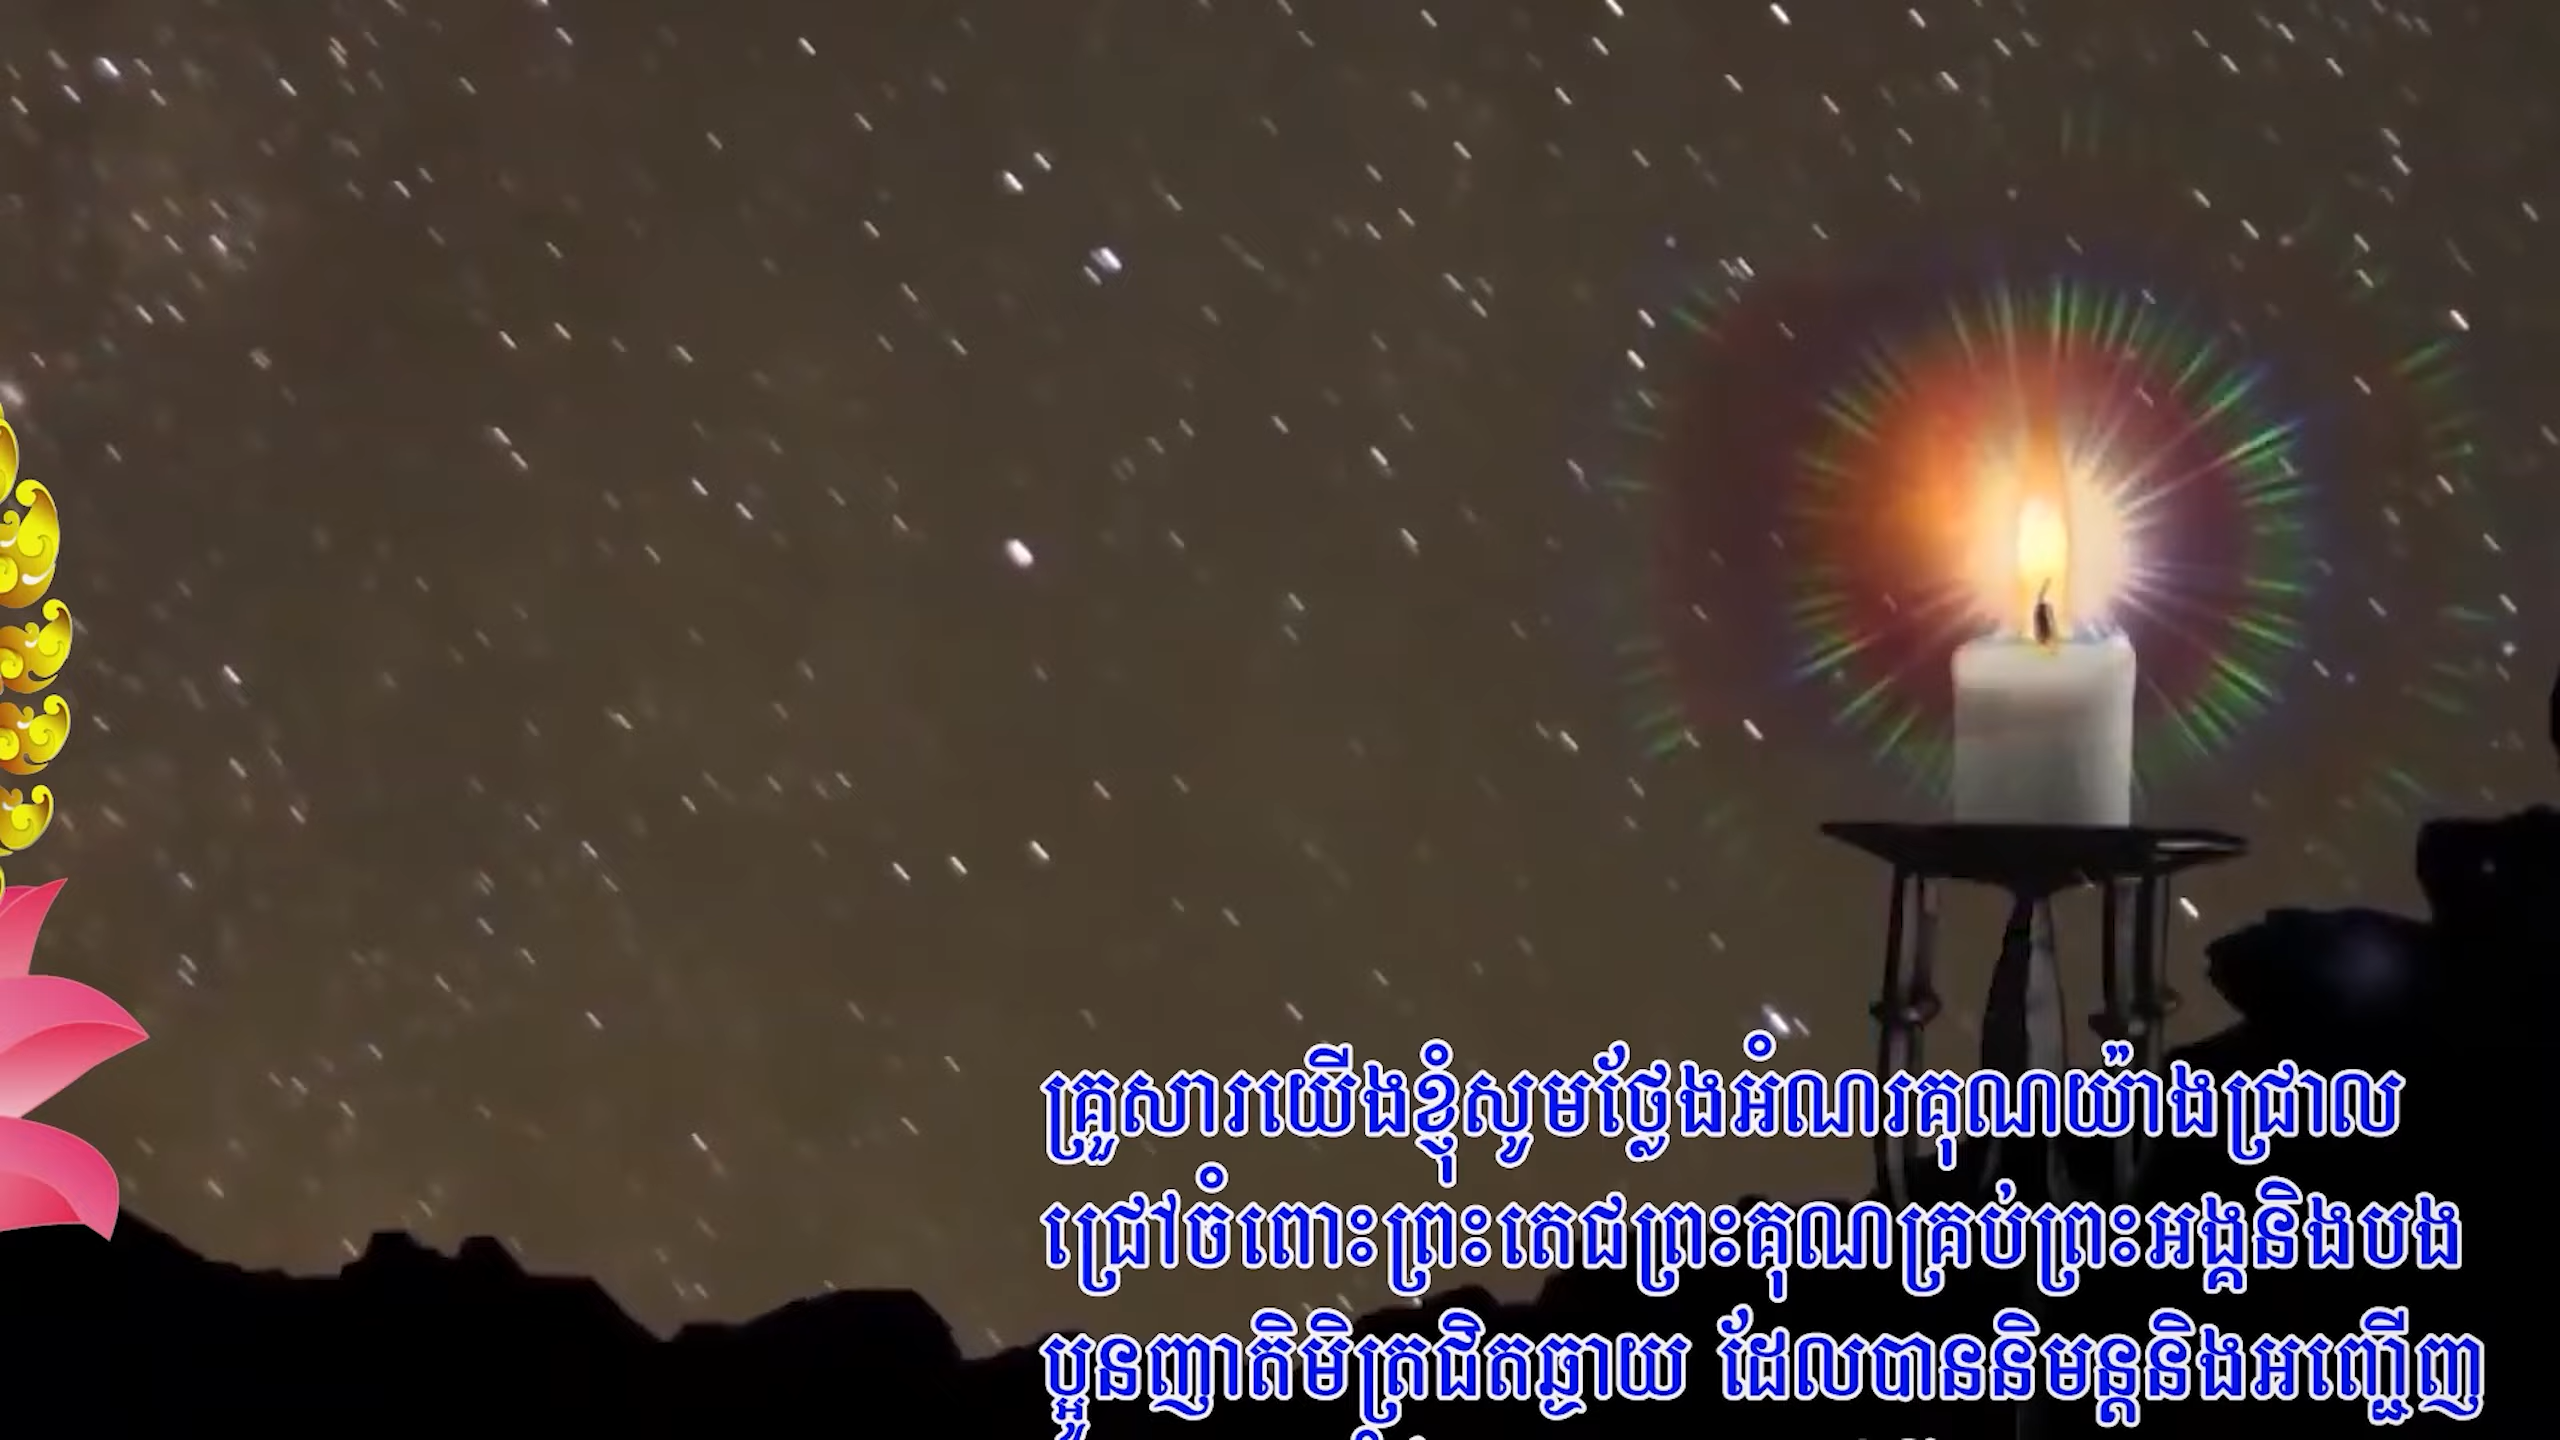 គ្រួសារយើងខ្ញុំសូមថ្លែងអំណរគុណយ៉ាងជ្រាល
ជ្រៅចំពោះព្រះតេជព្រះគុណគ្រប់ព្រះអង្គនិងបង
ប្អូនញាតិមិត្រជិតឆ្ងាយ ដែលបាននិមន្តនិងអញ្ជើញ